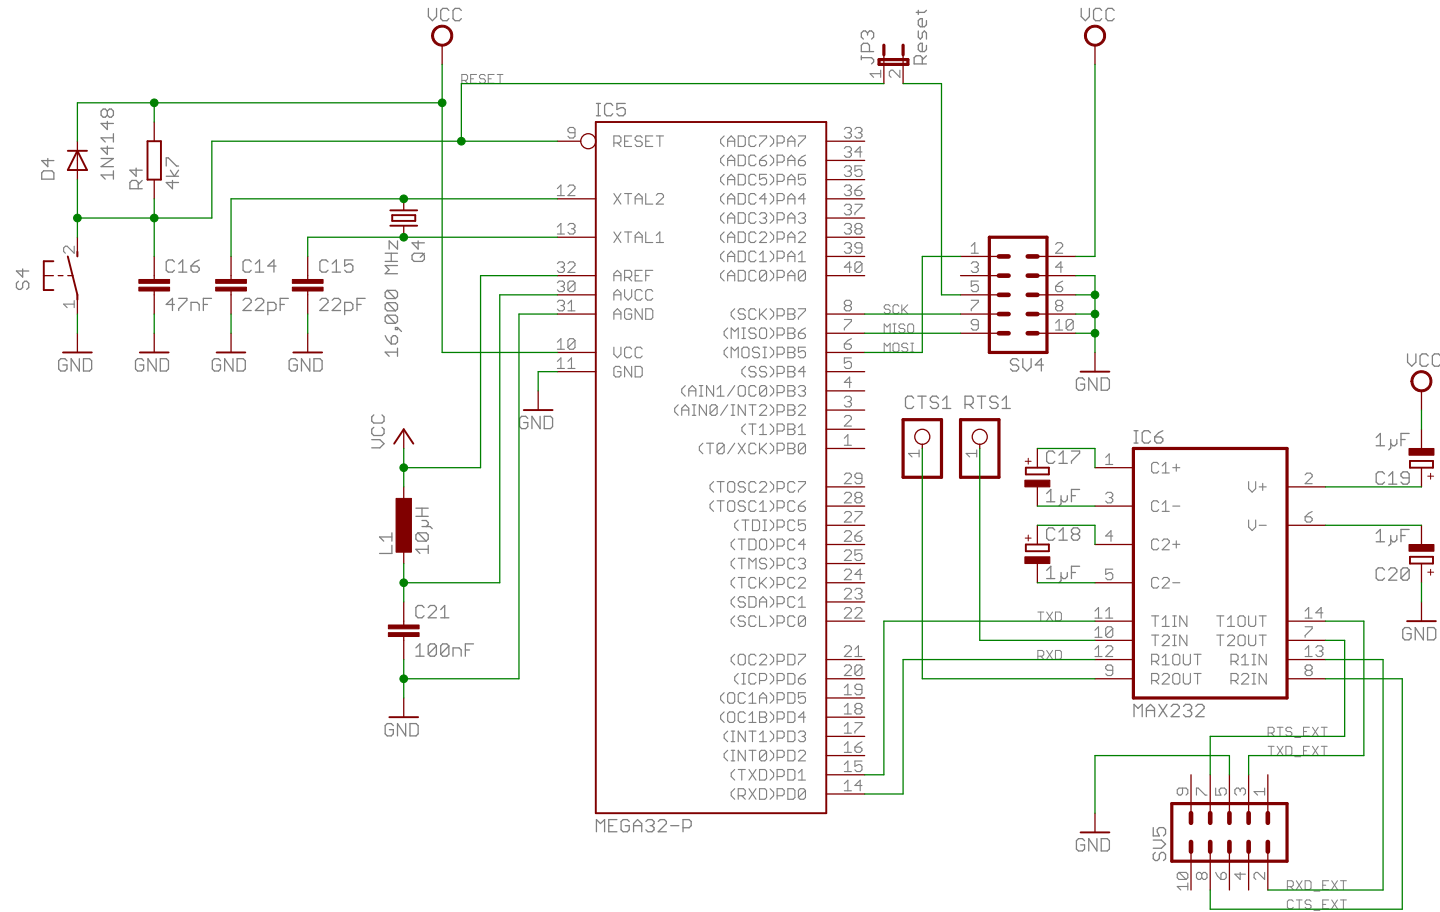 VCC
VCC
JP3
Reset
1
2
RESET
IC5
D4
1N4148
R4
4k7
9
RESET
(ADC7)PA7
33
(ADC6)PA6
34
(ADC5)PA5
35
12
XTAL2
(ADC4)PA4
36
(ADC3)PA3
37
13
XTAL1
(ADC2)PA2
38
(ADC1)PA1
39
32
AREF
(ADC0)PA0
40
30
AVCC
31
AGND
(SCK)PB7
8
SCK
(MISO)PB6
7
MISO
10
VCC
(MOSI)PB5
6
MOSI
11
GND
(SS)PB4
5
(AIN1/OC0)PB3
4
(AIN0/INT2)PB2
3
(T1)PB1
2
(T0/XCK)PB0
1
(TOSC2)PC7
29
(TOSC1)PC6
28
(TDI)PC5
27
(TDO)PC4
26
(TMS)PC3
25
(TCK)PC2
24
(SDA)PC1
23
(SCL)PC0
22
(OC2)PD7
21
(ICP)PD6
20
(OC1A)PD5
19
(OC1B)PD4
18
(INT1)PD3
17
(INT0)PD2
16
(TXD)PD1
15
(RXD)PD0
14
MEGA32-P
S4
2
1
C16
47nF
C14
22pF
C15
22pF
16,000 MHz
Q4
GND
GND
GND
GND
GND
VCC
L1
10µH
C21
100nF
GND
1
2
3
4
5
6
7
8
9
10
SV4
GND
CTS1
RTS1
1
1
C17
+
1µF
C18
+
1µF
IC6
1
C1+
3
C1-
4
C2+
5
C2-
11
T1IN
10
T2IN
12
R1OUT
9
R2OUT
TXD
RXD
V+
2
V-
6
T1OUT
14
T2OUT
7
R1IN
13
R2IN
8
MAX232
VCC
1µF
C19
+
1µF
C20
+
GND
RTS_EXT
TXD_EXT
9
7
5
3
1
SV5
10
8
6
4
2
GND
RXD_EXT
CTS_EXT